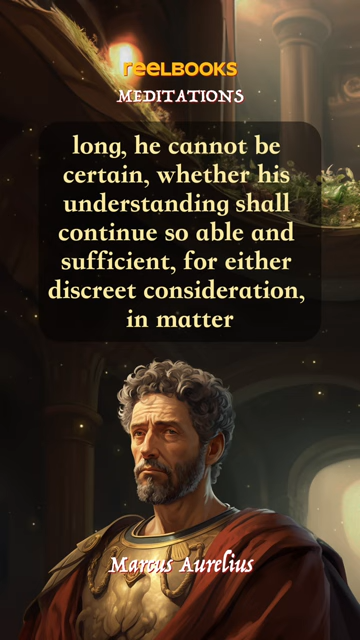 reelBOOKS
MEDITATIONS
long, he cannot be
certain, whether his
understanding shall
continue so able and
sufficient, for either
discreet consideration,
in matter
Marcus Aurelius